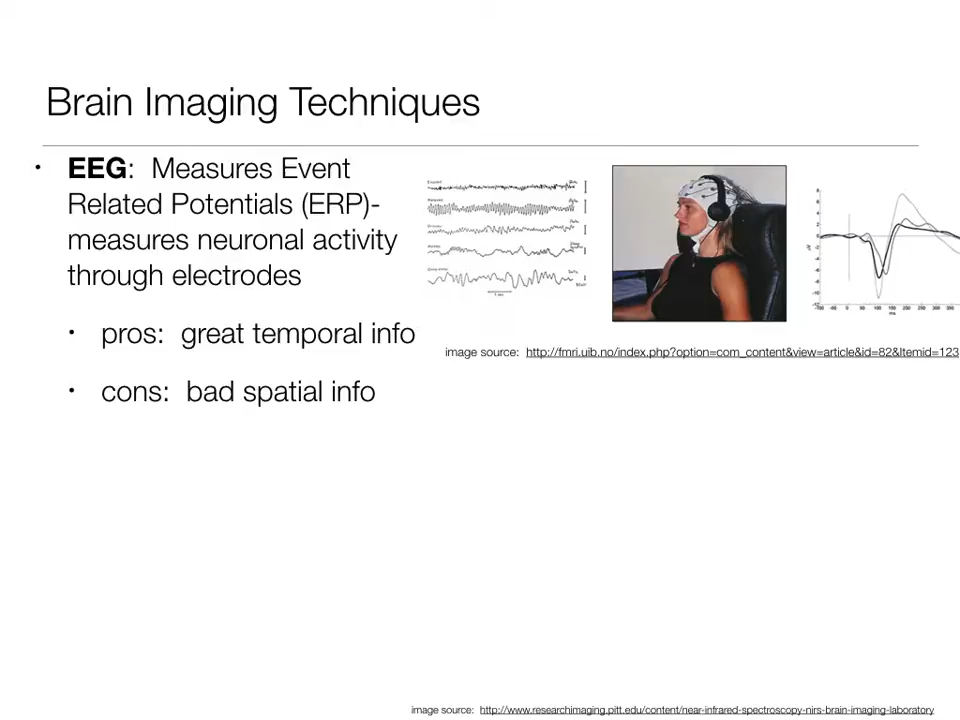 Brain Imaging Techniques
• EEG: Measures Event
Related Potentials (ERP)-
measures neuronal activity
through electrodes
• pros: great temporal info
• cons: bad spatial info
image source: http://fmri.uib.no/index.php?option=com_content&view=article&id=82&Itemid=123
image source: http://www.researchimaging.pitt.edu/content/near-infrared-spectroscopy-nirs-brain-imaging-laboratory